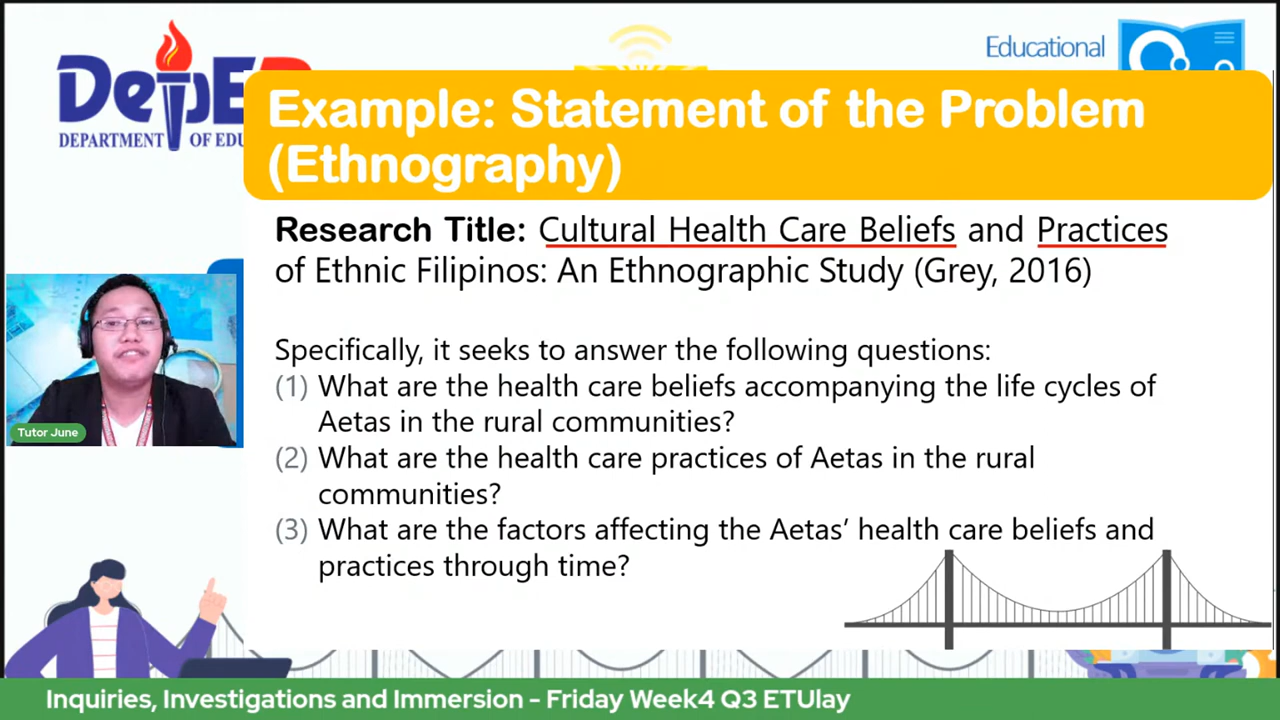 Educational
DepE
DEPARTMENT OF EDU
Example: Statement of the Problem
(Ethnography)
Research Title: Cultural Health Care Beliefs and Practices
of Ethnic Filipinos: An Ethnographic Study (Grey, 2016)
Specifically, it seeks to answer the following questions:
(1) What are the health care beliefs accompanying the life cycles of
Aetas in the rural communities?
(2) What are the health care practices of Aetas in the rural
communities?
(3) What are the factors affecting the Aetas’ health care beliefs and
practices through time?
Tutor June
Inquiries, Investigations and Immersion - Friday Week4 Q3 ETUlay